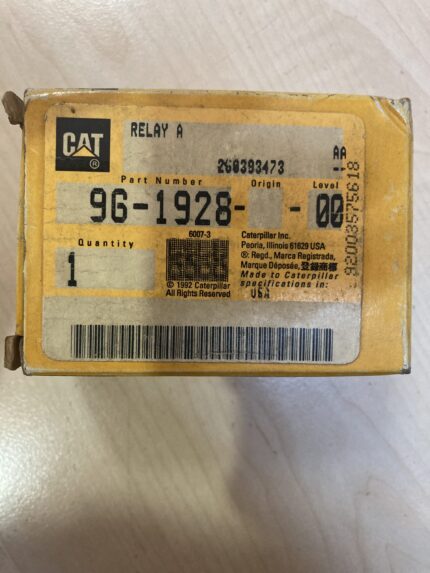 CAT
®
RELAY A
AA
260393473
--
Part Number
Origin
Level
9G-1928-
-
00
6007-3
Quantity
1
© 1992 Caterpillar
All Rights Reserved
Caterpillar Inc.
Peoria, Illinois 61629 USA
®: Regd., Marca Registrada,
Marque Déposée, 登録商標
Made to Caterpillar
specifications in:
USA
92003575618